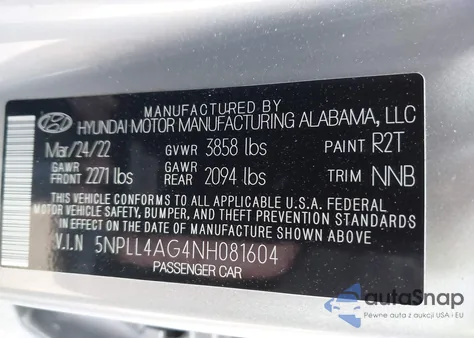 MANUFACTURED BY
HYUNDAI MOTOR MANUFACTURING ALABAMA, LLC
Mar/24/22 GVWR 3858 lbs PAINT R2T
GAWR FRONT 2271 lbs GAWR REAR 2094 lbs TRIM NNB
THIS VEHICLE CONFORMS TO ALL APPLICABLE U.S.A. FEDERAL
MOTOR VEHICLE SAFETY, BUMPER, AND THEFT PREVENTION STANDARDS
IN EFFECT ON THE DATE OF MANUFACTURE SHOWN ABOVE.
V.I.N 5NPLL4AG4NH081604
PASSENGER CAR
autoSnap
Pewne auta z aukcji USA i EU